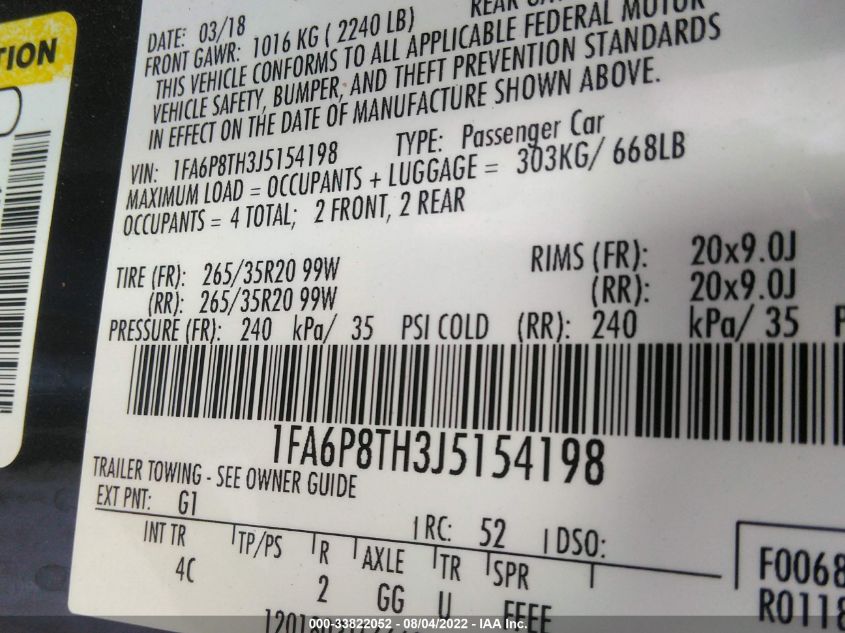 TION
DATE: 03/18
FRONT GAWR: 1016 KG ( 2240 LB)
REAR
THIS VEHICLE CONFORMS TO ALL APPLICABLE FEDERAL MOTOR
VEHICLE SAFETY, BUMPER, AND THEFT PREVENTION STANDARDS
IN EFFECT ON THE DATE OF MANUFACTURE SHOWN ABOVE.
VIN: 1FA6P8TH3J5154198 TYPE: Passenger Car
MAXIMUM LOAD = OCCUPANTS + LUGGAGE = 303KG/ 668LB
OCCUPANTS = 4 TOTAL; 2 FRONT, 2 REAR
TIRE (FR): 265/35R20 99W RIMS (FR): 20x9.0J
(RR): 265/35R20 99W (RR): 20x9.0J
PRESSURE (FR): 240 kPa/ 35 PSI COLD (RR): 240 kPa/ 35 P
1FA6P8TH3J5154198
TRAILER TOWING - SEE OWNER GUIDE
EXT PNT: G1 RC: 52 DSO:
INT TR TP/PS R AXLE TR SPR F0068
4C 2 GG U FFFF R0118
000-33822052 - 08/04/2022 - IAA Inc.